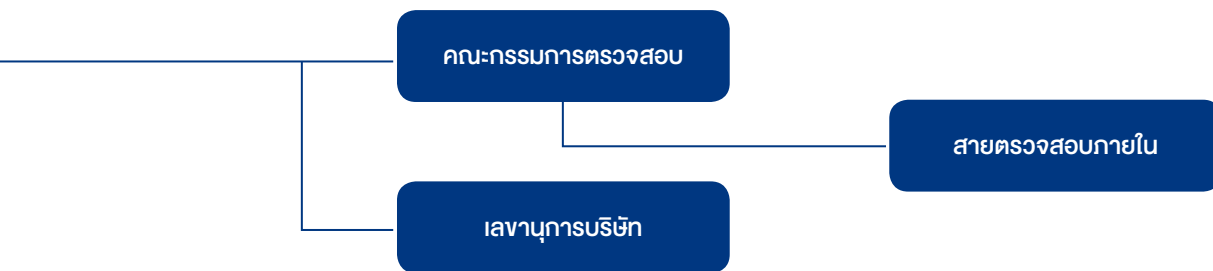 คณะกรรมการตรวจสอบ
สายตรวจสอบภายใน
เลขานุการบริษัท